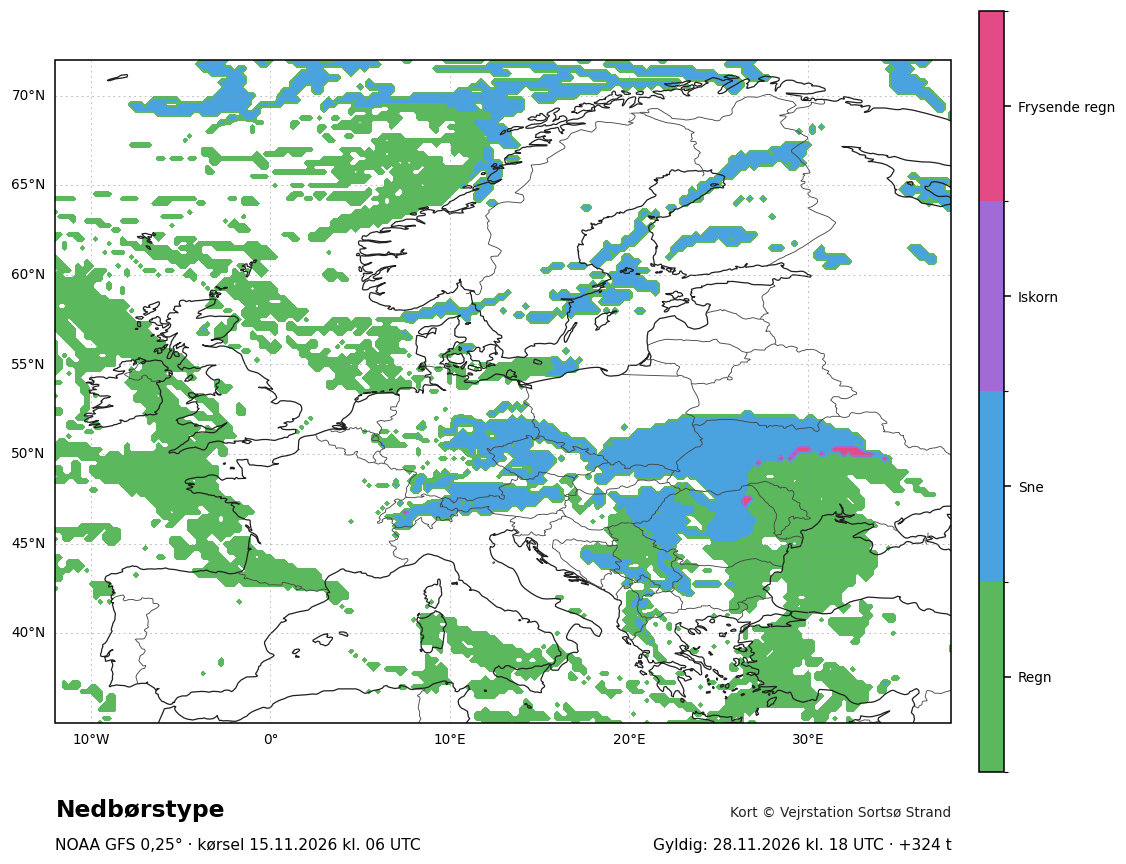 70°N
65°N
60°N
55°N
50°N
45°N
40°N
10°W
0°
10°E
20°E
30°E
Frysende regn
Iskorn
Sne
Regn
Nedbørstype
Kort © Vejrstation Sortsø Strand
NOAA GFS 0,25° · kørsel 15.11.2026 kl. 06 UTC
Gyldig: 28.11.2026 kl. 18 UTC · +324 t